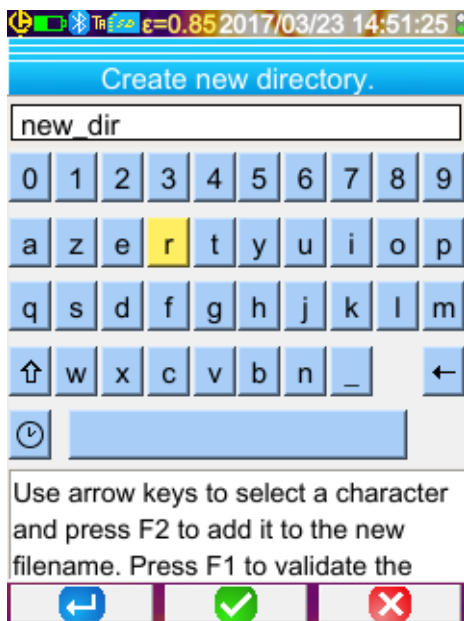 ε=0.85 2017/03/23 14:51:25
Create new directory.
new_dir
0 1 2 3 4 5 6 7 8 9
a z e r t y u i o p
q s d f g h j k l m
w x c v b n _
Use arrow keys to select a character
and press F2 to add it to the new
filename. Press F1 to validate the